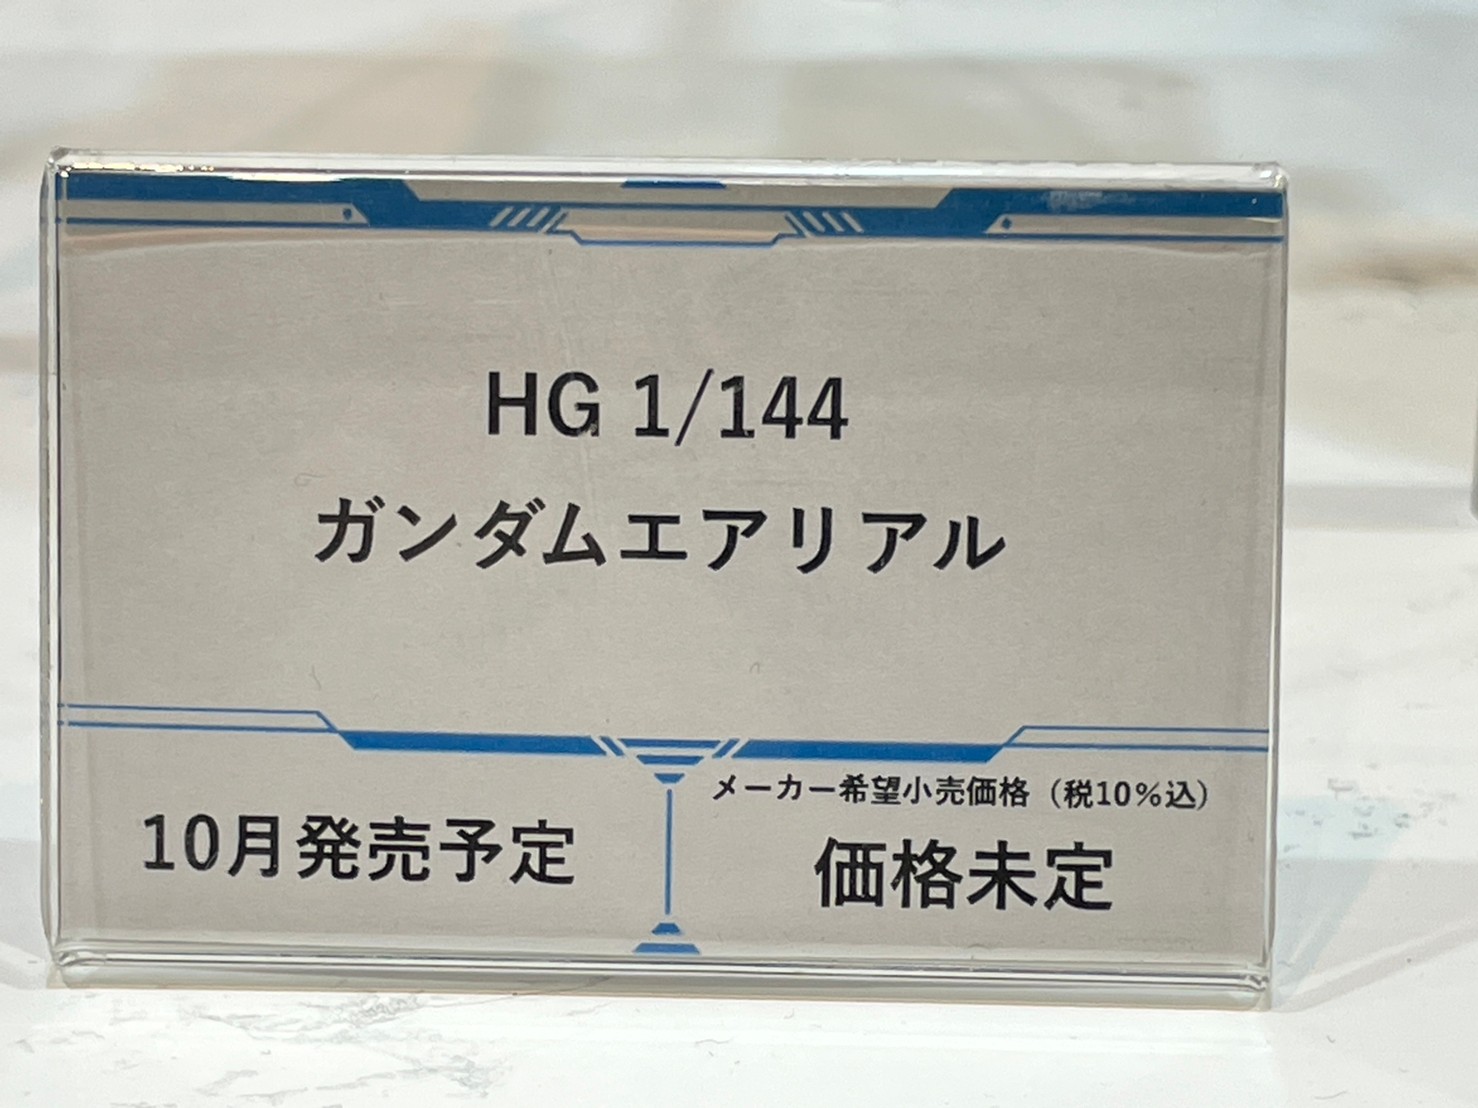 HG 1/144
ガンダムエアリアル
10月発売予定
メーカー希望小売価格（税10%込）
価格未定